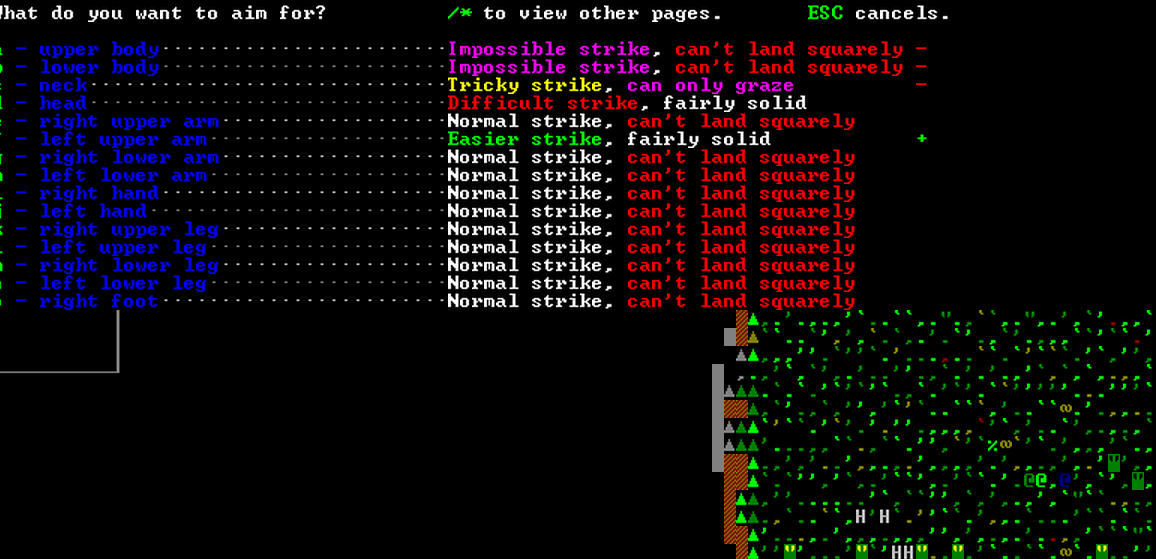 What do you want to aim for? /* to view other pages. ESC cancels.
- upper body Impossible strike, can't land squarely -
- lower body Impossible strike, can't land squarely -
- neck Tricky strike, can only graze -
- head Difficult strike, fairly solid
- right upper arm Normal strike, can't land squarely
- left upper arm Easier strike, fairly solid +
- right lower arm Normal strike, can't land squarely
- left lower arm Normal strike, can't land squarely
- right hand Normal strike, can't land squarely
- left hand Normal strike, can't land squarely
- right upper leg Normal strike, can't land squarely
- left upper leg Normal strike, can't land squarely
- right lower leg Normal strike, can't land squarely
- left lower leg Normal strike, can't land squarely
- right foot Normal strike, can't land squarely